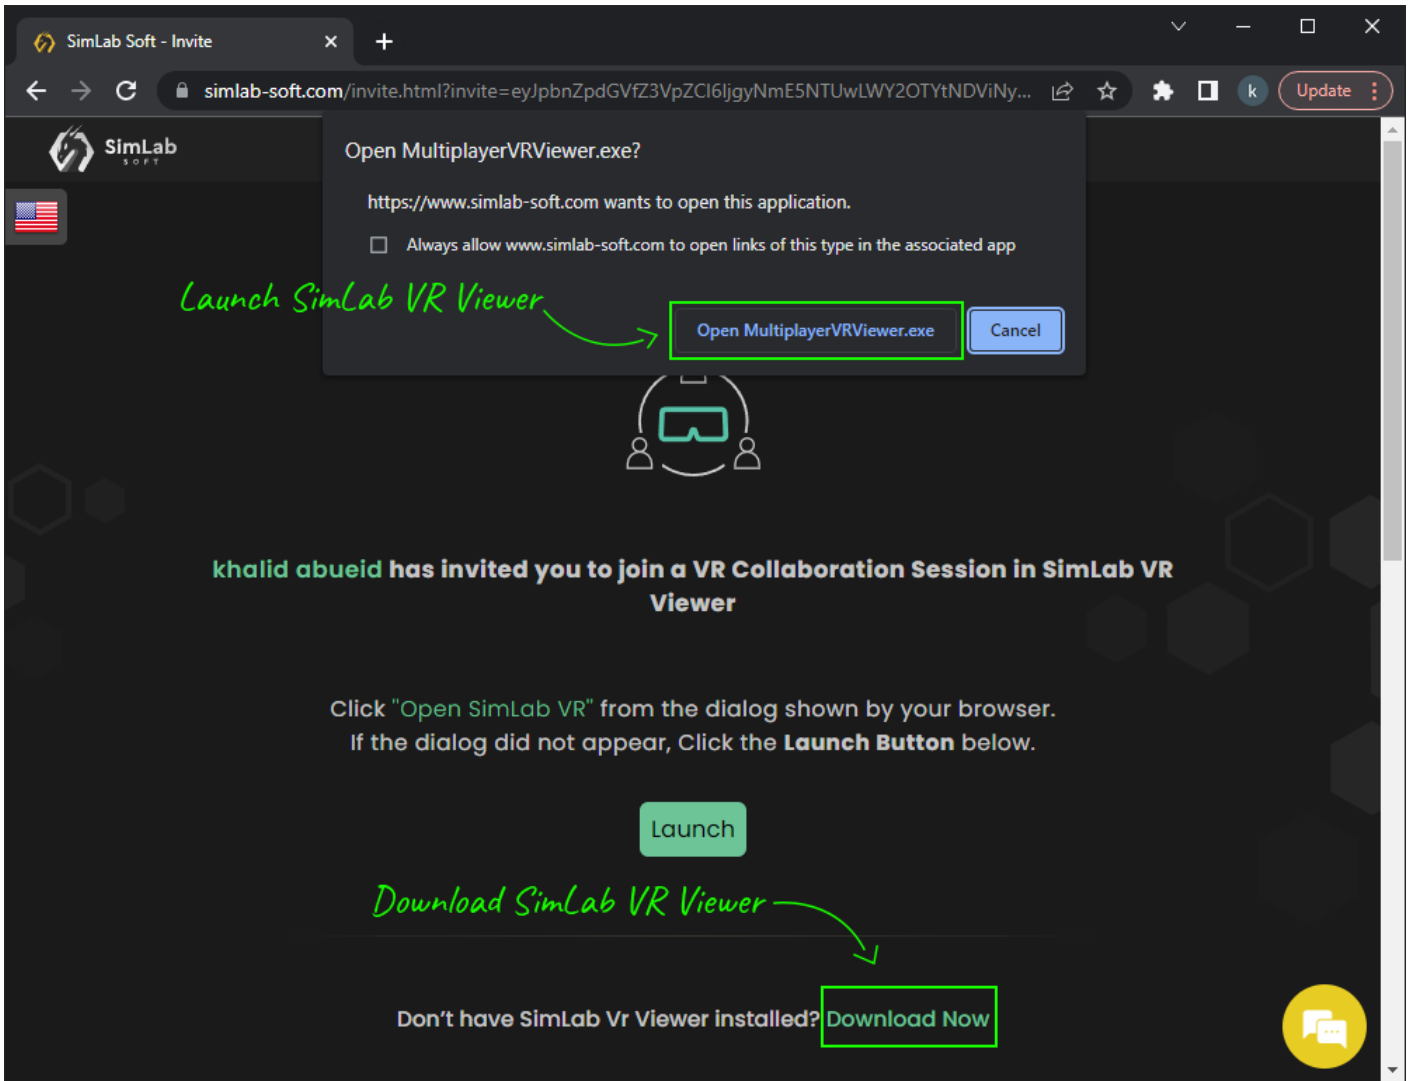 SimLab Soft - Invite
simlab-soft.com/invite.html?invite=eyJpbnZpdGVfZ3VpZCI6IjgyNmE5NTUwLWY2OTYtNDViNy...
k
Update
SimLab
SOFT
Open MultiplayerVRViewer.exe?
https://www.simlab-soft.com wants to open this application.
Always allow www.simlab-soft.com to open links of this type in the associated app
Launch SimLab VR Viewer
Open MultiplayerVRViewer.exe
Cancel
khalid abueid has invited you to join a VR Collaboration Session in SimLab VR
Viewer
Click "Open SimLab VR" from the dialog shown by your browser.
If the dialog did not appear, Click the Launch Button below.
Launch
Download SimLab VR Viewer
Don't have SimLab Vr Viewer installed? Download Now